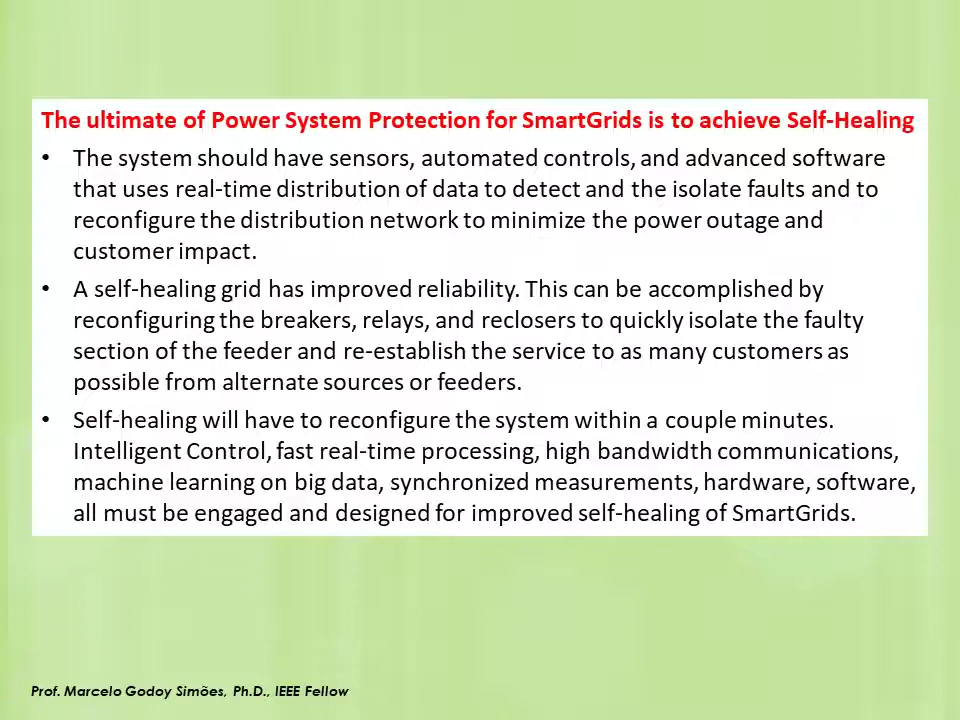 The ultimate of Power System Protection for SmartGrids is to achieve Self-Healing
• The system should have sensors, automated controls, and advanced software
that uses real-time distribution of data to detect and the isolate faults and to
reconfigure the distribution network to minimize the power outage and
customer impact.
• A self-healing grid has improved reliability. This can be accomplished by
reconfiguring the breakers, relays, and reclosers to quickly isolate the faulty
section of the feeder and re-establish the service to as many customers as
possible from alternate sources or feeders.
• Self-healing will have to reconfigure the system within a couple minutes.
Intelligent Control, fast real-time processing, high bandwidth communications,
machine learning on big data, synchronized measurements, hardware, software,
all must be engaged and designed for improved self-healing of SmartGrids.
Prof. Marcelo Godoy Simões, Ph.D., IEEE Fellow